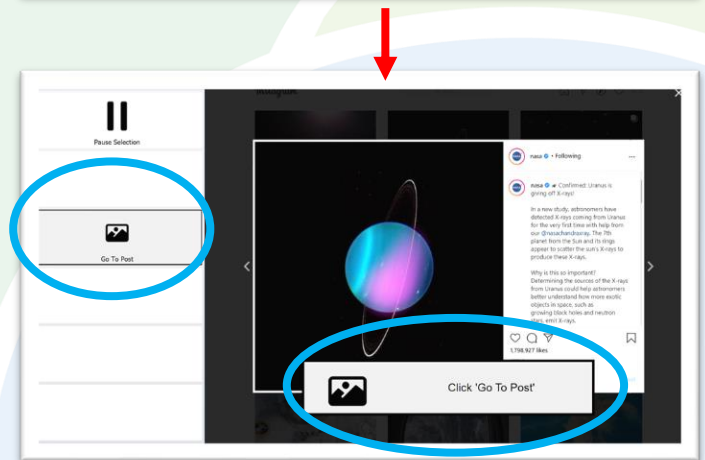 Instagram
Pause Selection
Go To Post
nasa • Following
nasa Confirmed: Uranus is
giving off X-rays!
In a new study, astronomers have
detected X-rays coming from Uranus
for the very first time with help from
our @nasachandraxray. The 7th
planet from the Sun and its rings
appear to scatter the sun's X-rays to
produce these X-rays.
Why is this so important?
Determining the sources of the X-rays
from Uranus could help astronomers
better understand how more exotic
objects in space, such as
growing black holes and neutron
stars, emit X-rays.
1,798,927 likes
Click 'Go To Post'